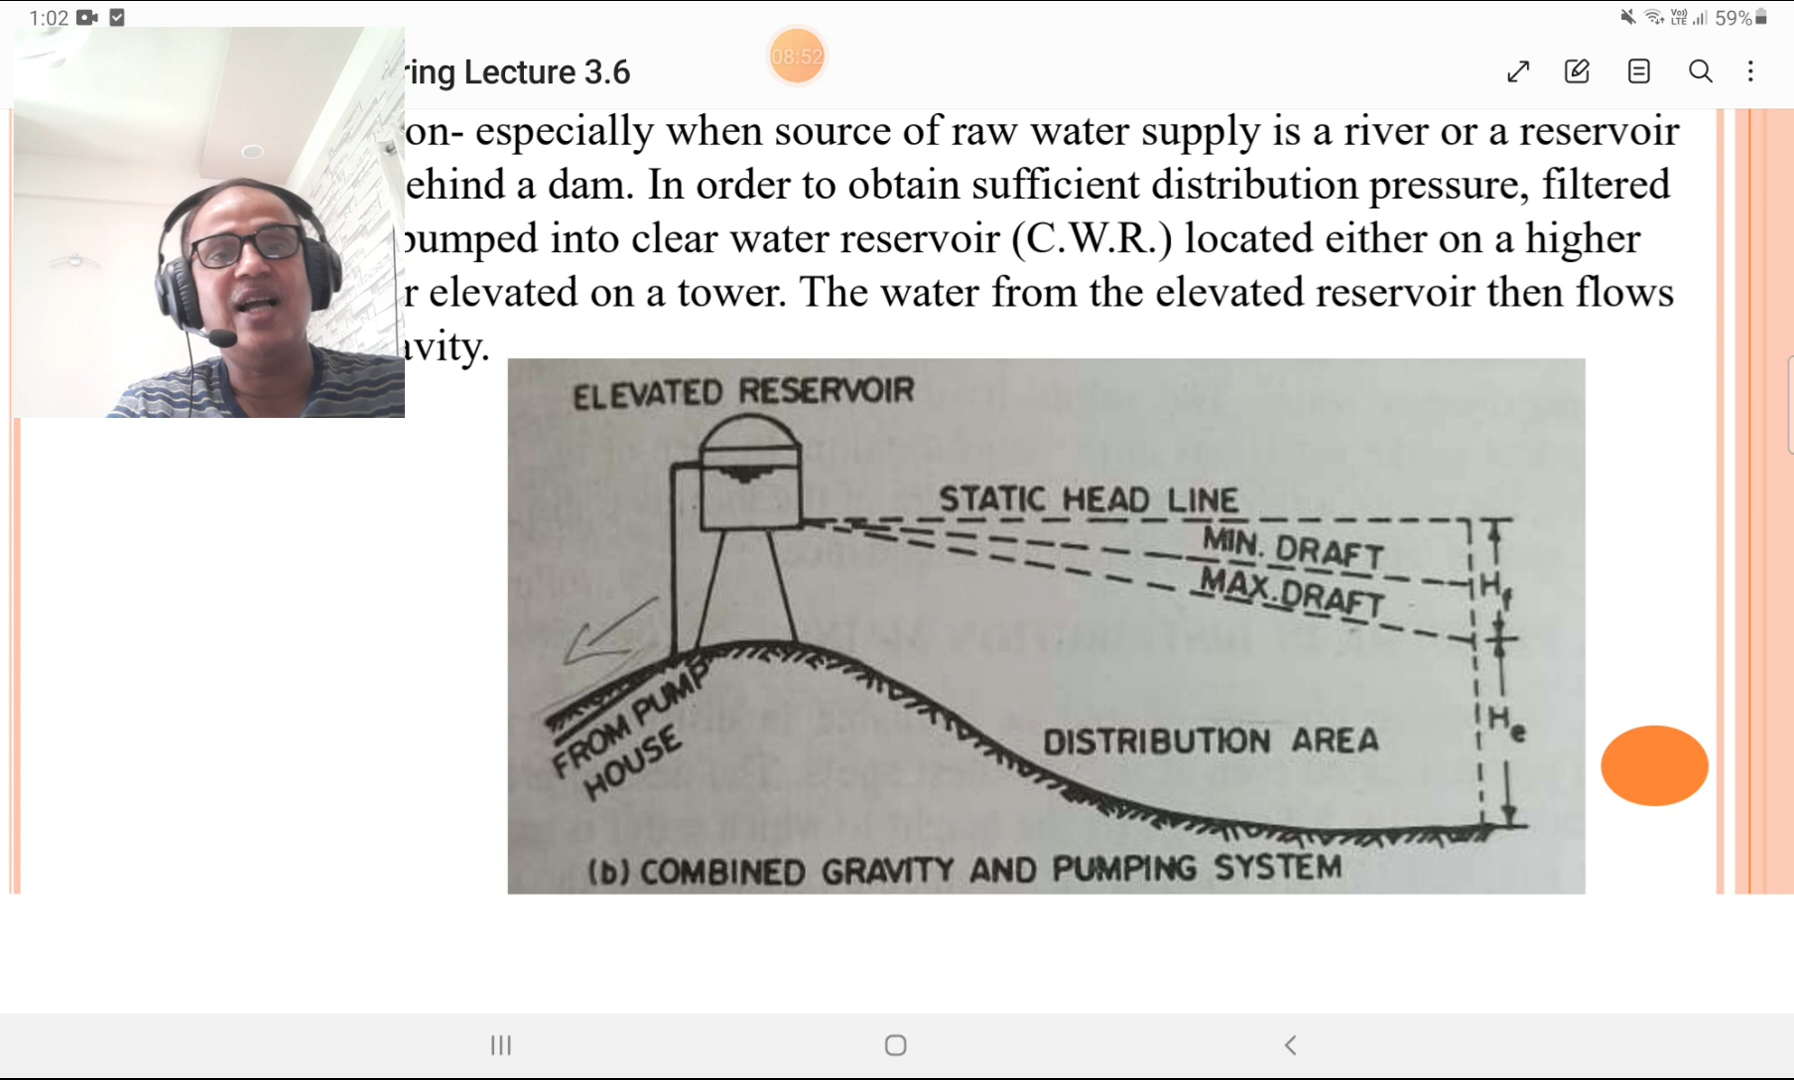 1:02
Vo)) LTE 59%
ring Lecture 3.6
08:52
on- especially when source of raw water supply is a river or a reservoir
ehind a dam. In order to obtain sufficient distribution pressure, filtered
pumped into clear water reservoir (C.W.R.) located either on a higher
r elevated on a tower. The water from the elevated reservoir then flows
avity.
ELEVATED RESERVOIR
STATIC HEAD LINE
MIN. DRAFT
MAX. DRAFT
Hf
He
FROM PUMP
HOUSE
DISTRIBUTION AREA
(b) COMBINED GRAVITY AND PUMPING SYSTEM